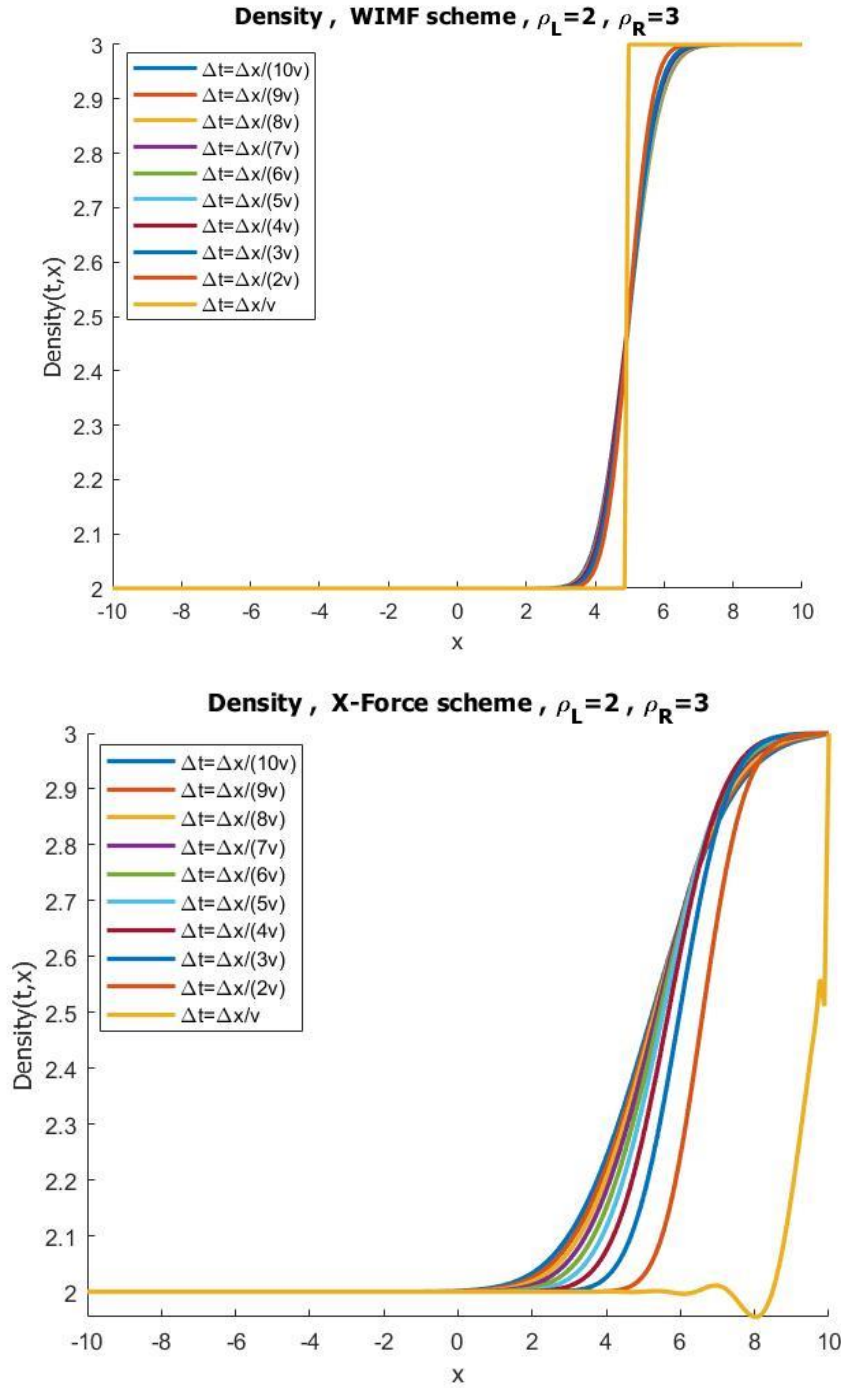 Density , WIMF scheme , ρ_L=2 , ρ_R=3
3
2.9
2.8
2.7
2.6
2.5
2.4
2.3
2.2
2.1
2
Density(t,x)
Δt=Δx/(10v)
Δt=Δx/(9v)
Δt=Δx/(8v)
Δt=Δx/(7v)
Δt=Δx/(6v)
Δt=Δx/(5v)
Δt=Δx/(4v)
Δt=Δx/(3v)
Δt=Δx/(2v)
Δt=Δx/v
-10 -8 -6 -4 -2 0 2 4 6 8 10
x
Density , X-Force scheme , ρ_L=2 , ρ_R=3
3
2.9
2.8
2.7
2.6
2.5
2.4
2.3
2.2
2.1
2
Density(t,x)
Δt=Δx/(10v)
Δt=Δx/(9v)
Δt=Δx/(8v)
Δt=Δx/(7v)
Δt=Δx/(6v)
Δt=Δx/(5v)
Δt=Δx/(4v)
Δt=Δx/(3v)
Δt=Δx/(2v)
Δt=Δx/v
-10 -8 -6 -4 -2 0 2 4 6 8 10
x